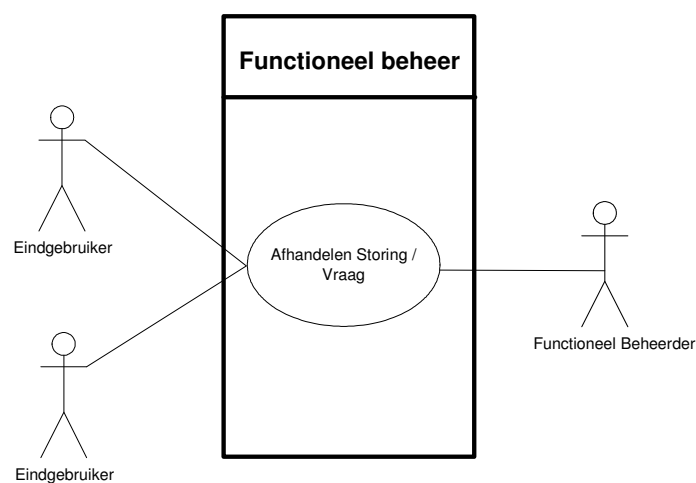 Functioneel beheer
Eindgebruiker
Afhandelen Storing /
Vraag
Functioneel Beheerder
Eindgebruiker